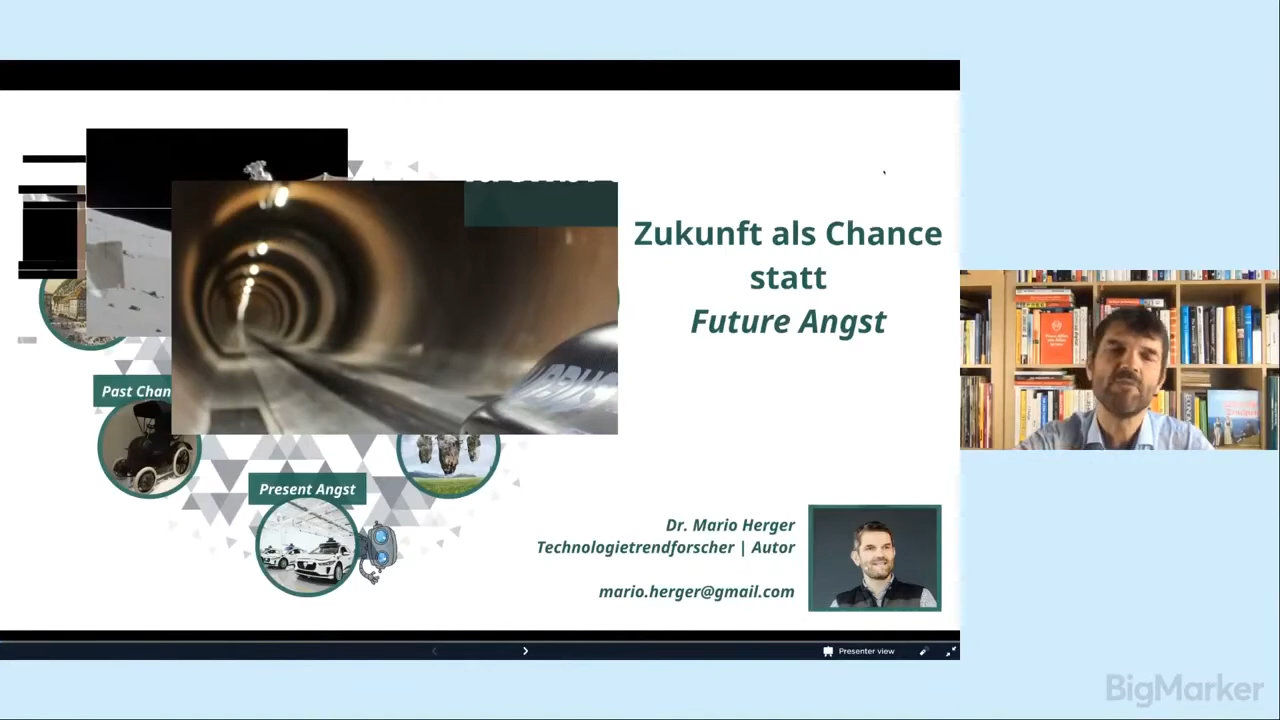 Zukunft als Chance
statt
Future Angst
Past Chan
Present Angst
Dr. Mario Herger
Technologietrendforscher | Autor
mario.herger@gmail.com
Presenter view
BigMarker